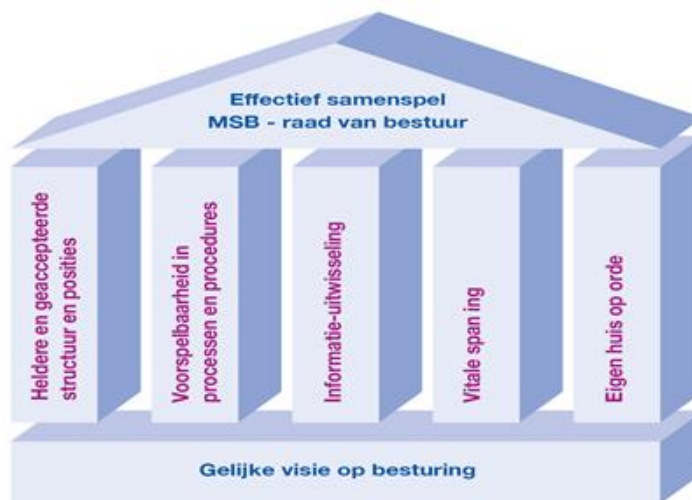 Effectief samenspel
MSB - raad van bestuur
Heldere en geaccepteerde
structuur en posities
Voorspelbaarheid in
processen en procedures
Informatie-uitwisseling
Vitale span ing
Eigen huis op orde
Gelijke visie op besturing